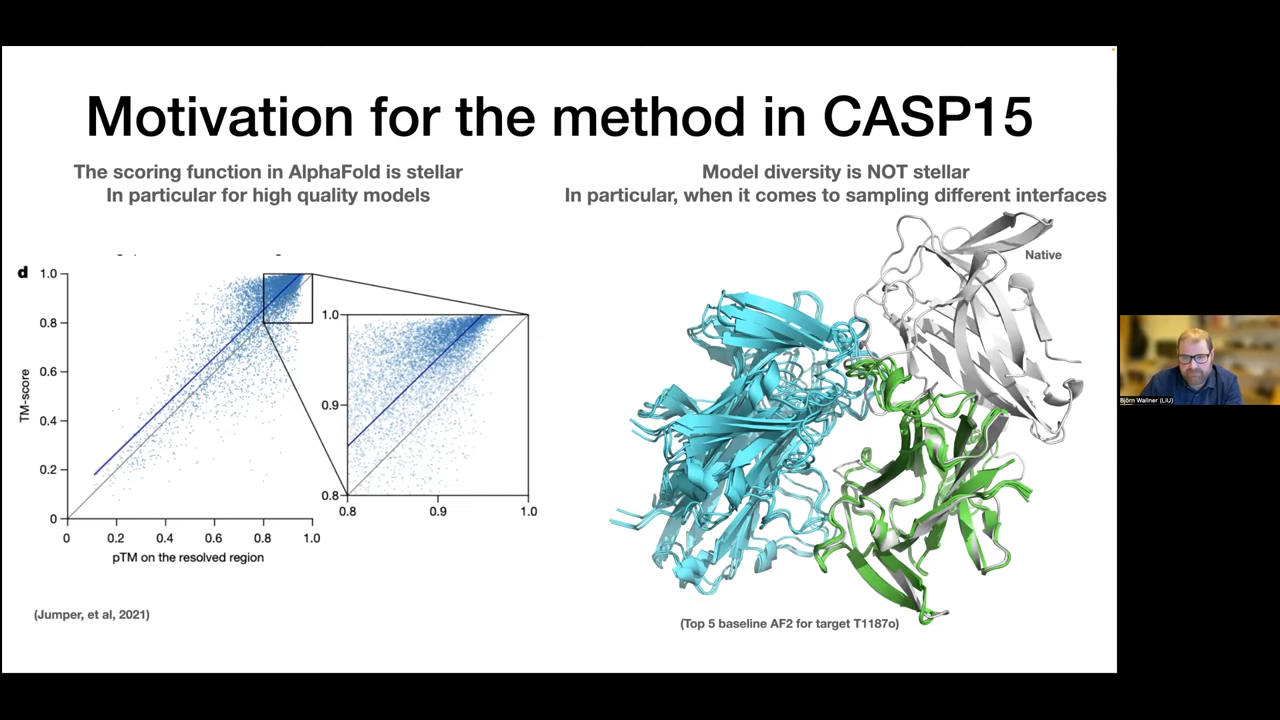 Motivation for the method in CASP15
The scoring function in AlphaFold is stellar
In particular for high quality models
Model diversity is NOT stellar
In particular, when it comes to sampling different interfaces
d
1.0
0.8
0.6
0.4
0.2
0
TM-score
0
0.2
0.4
0.6
0.8
1.0
pTM on the resolved region
1.0
0.9
0.8
0.8
0.9
1.0
(Jumper, et al, 2021)
Native
(Top 5 baseline AF2 for target T1187o)
Björn Wallner (LiU)